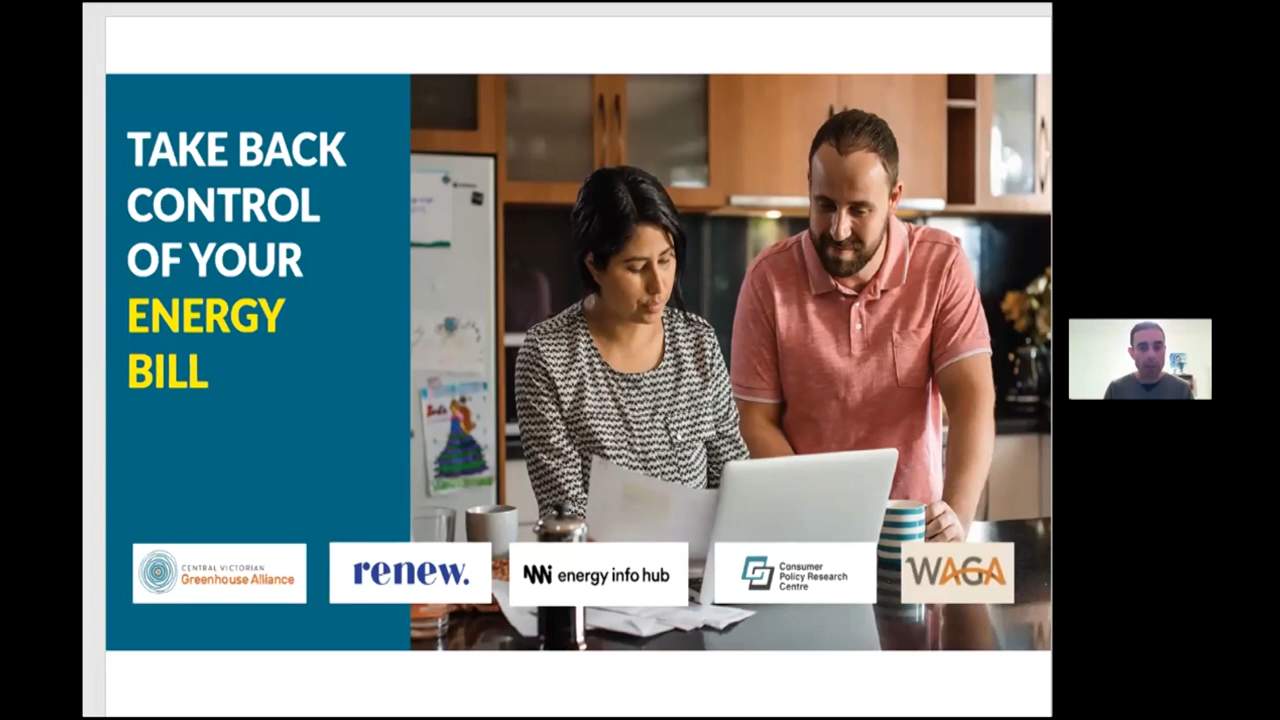 TAKE BACK
CONTROL
OF YOUR
ENERGY
BILL
CENTRAL VICTORIAN
Greenhouse Alliance
renew.
energy info hub
Consumer
Policy Research
Centre
WAGA